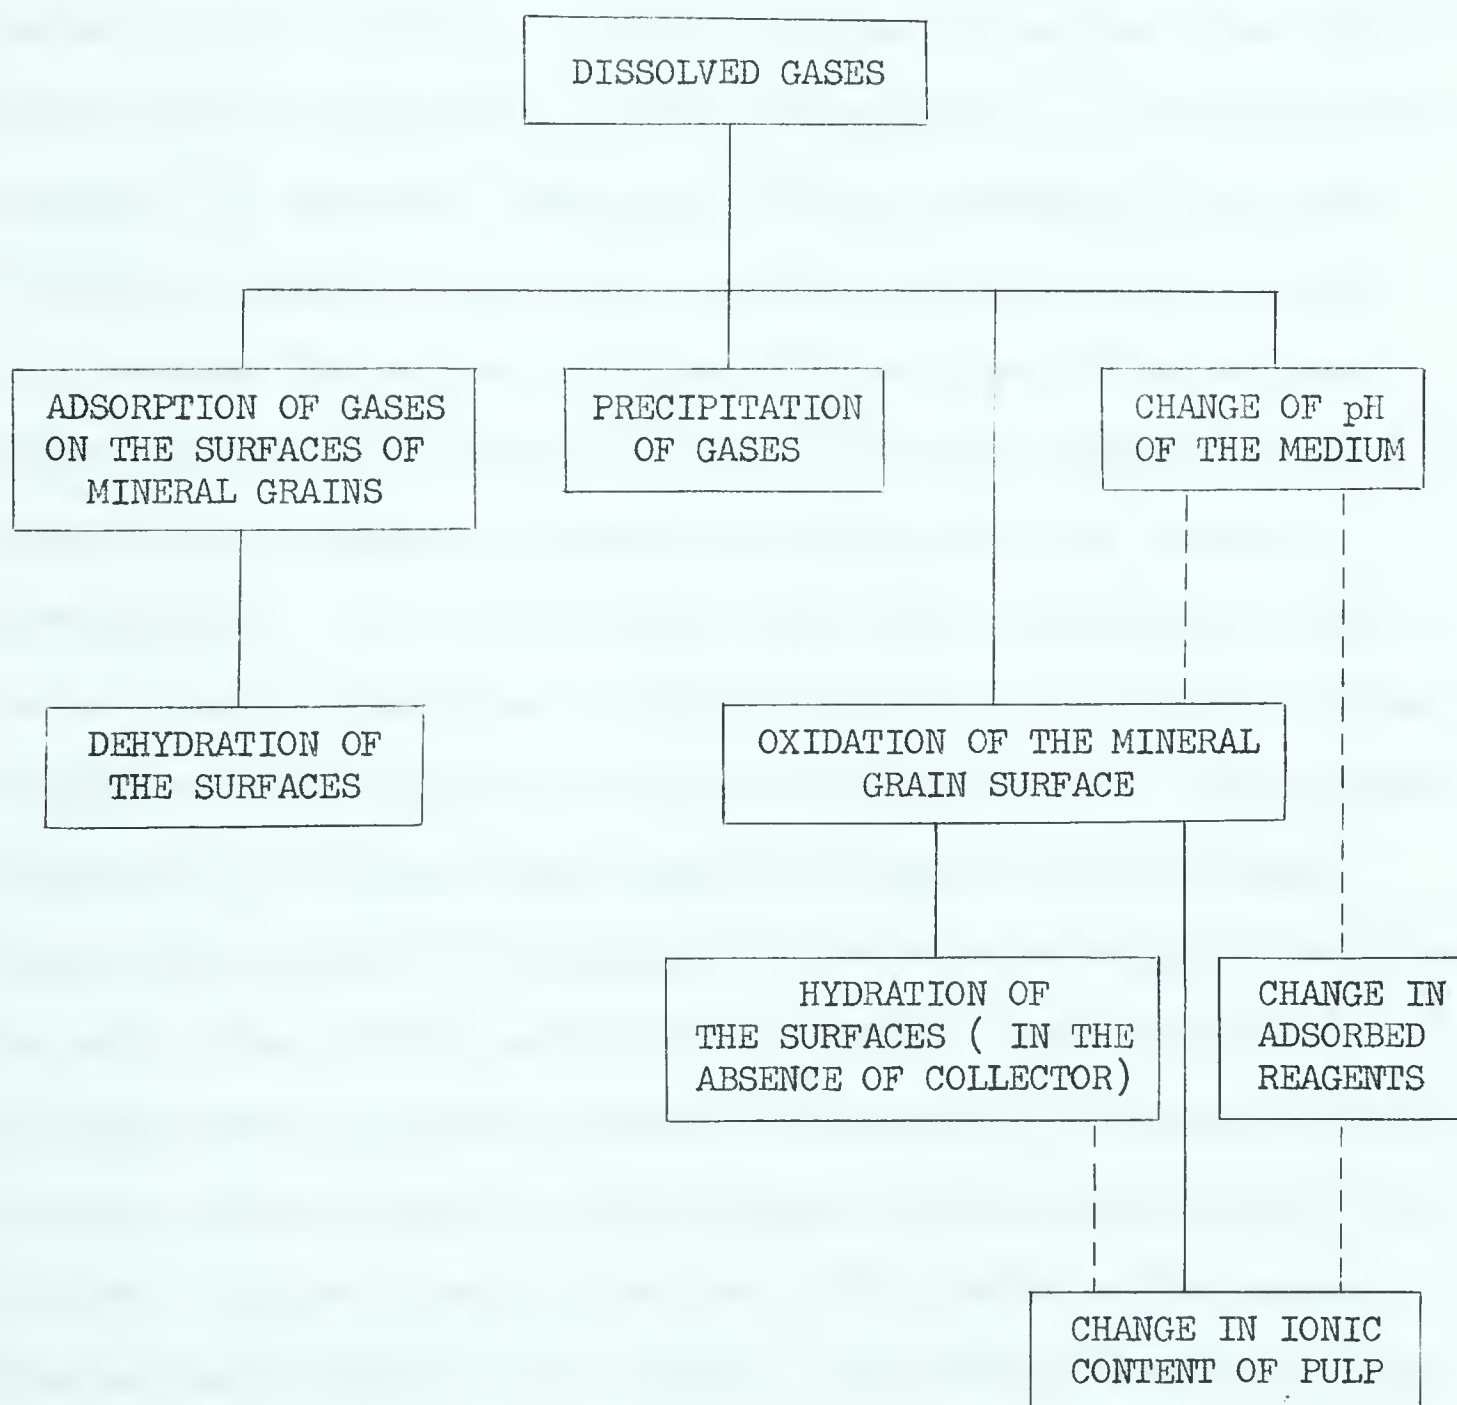 DISSOLVED GASES
ADSORPTION OF GASES
ON THE SURFACES OF
MINERAL GRAINS
PRECIPITATION
OF GASES
CHANGE OF pH
OF THE MEDIUM
DEHYDRATION OF
THE SURFACES
OXIDATION OF THE MINERAL
GRAIN SURFACE
HYDRATION OF
THE SURFACES ( IN THE
ABSENCE OF COLLECTOR)
CHANGE IN
ADSORBED
REAGENTS
CHANGE IN IONIC
CONTENT OF PULP